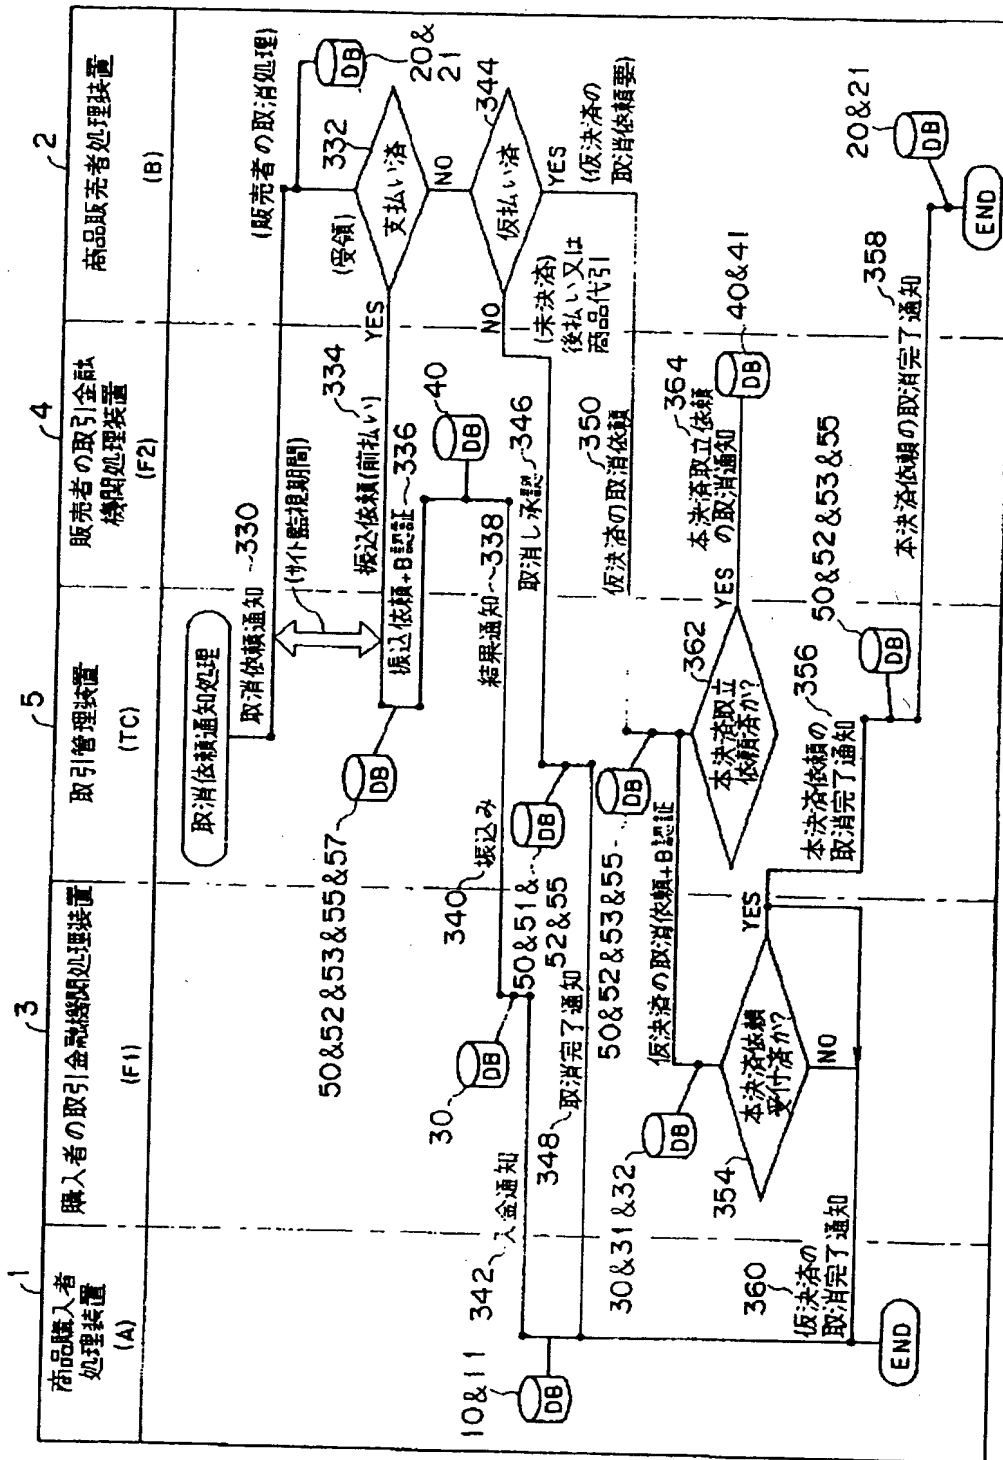 1
商品購入者
処理装置
(A)
3
購入者の取引金融機関処理装置
(F1)
5
取引管理装置
(TC)
4
販売者の取引金融
機関処理装置
(F2)
2
商品販売者処理装置
(B)
取消依頼通知処理
取消依頼通知
330
(サイト監視期間)
(販売者の取消処理)
DB
20&
21
(受領)
332
支払い済
YES
NO
334
振込依頼(前払い)
振込依頼+B認証
336
50&52&53&55&57
DB
40
DB
結果通知
338
340
振込み
30
DB
342
入金通知
10&11
DB
344
仮払い済
NO
YES
(未決済)
後払い又は
商品代引
(仮決済の
取消依頼要)
取消し承認
346
50&51&
52&55
DB
348
取消完了通知
仮決済の取消依頼
350
50&52&53&55
DB
仮決済の取消依頼+B認証
30&31&32
DB
362
本決済取立
依頼済か?
YES
364
本決済取立依頼
の取消通知
40&41
DB
354
本決済依頼
受付済か?
YES
NO
356
本決済依頼の
取消完了通知
50&52&53&55
DB
本決済依頼の取消完了通知
358
20&21
DB
END
360
仮決済の
取消完了通知
END